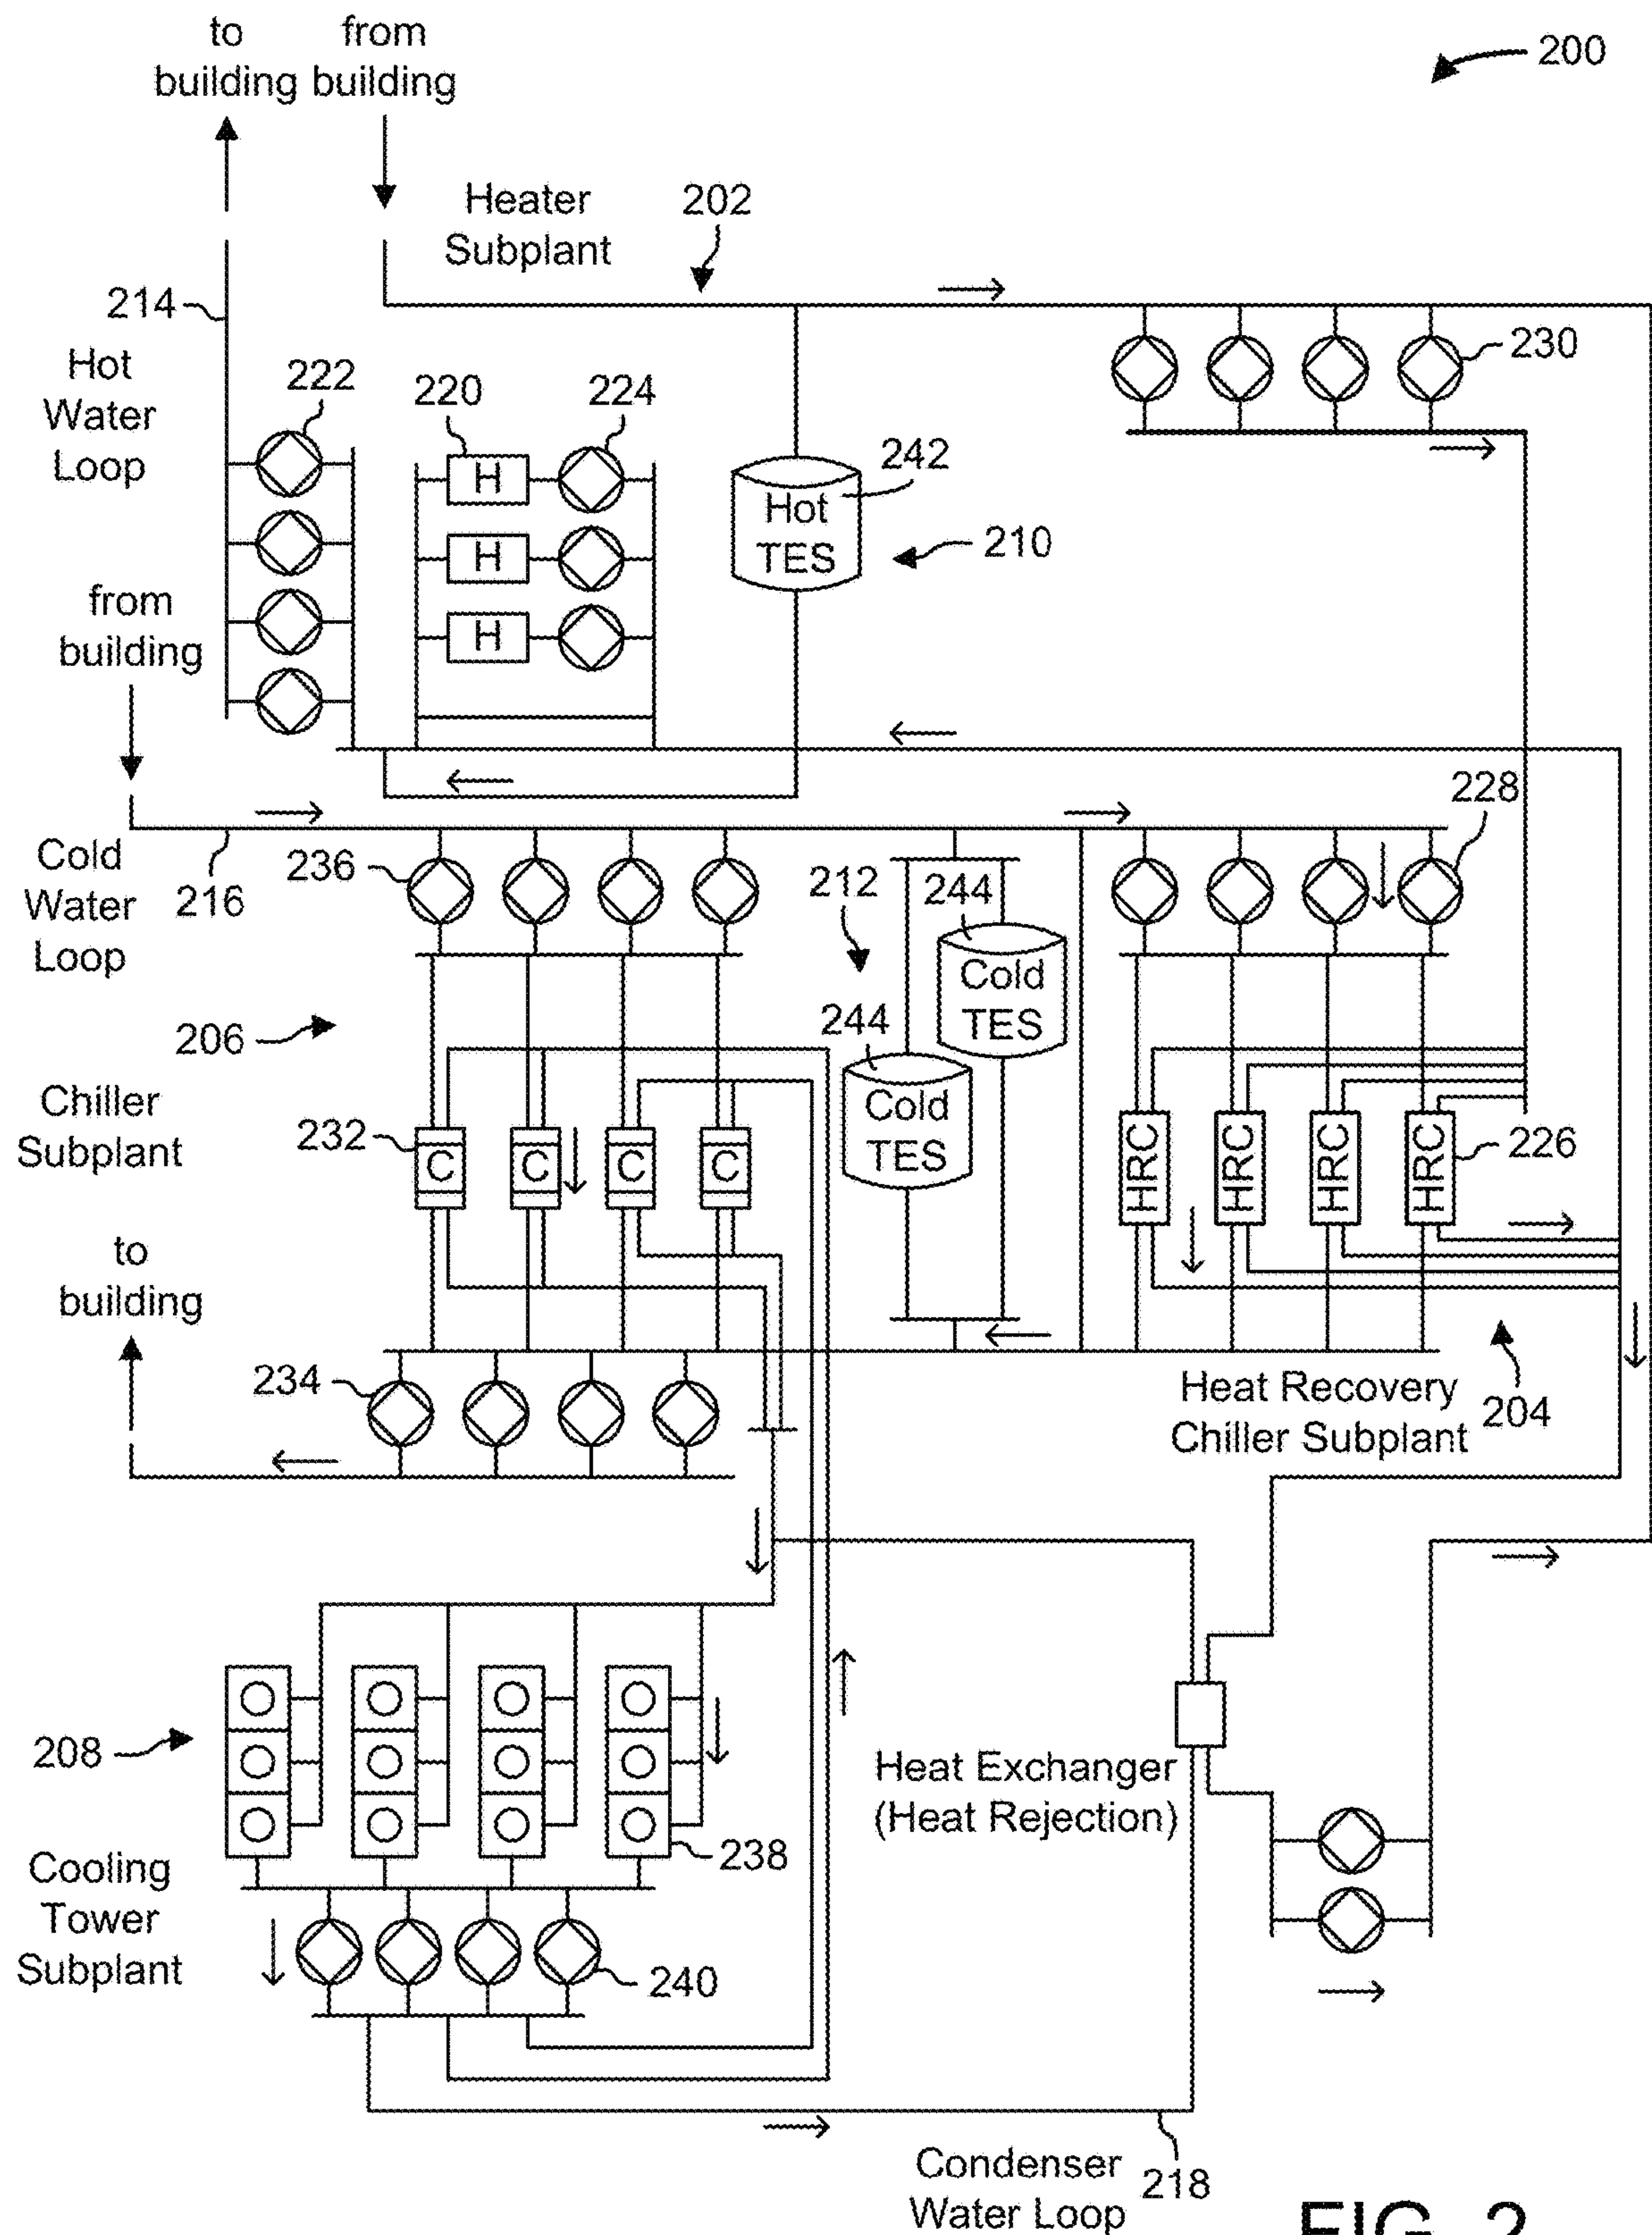 to from
building building
200
Heater 202
Subplant
214
Hot
Water
Loop
222
220
224
230
H
H
H
242
Hot
TES
210
from
building
228
Cold
Water
Loop
216
236
212
244
Cold
TES
244
Cold
TES
206
Chiller
Subplant
232
C C C C
HRC HRC HRC HRC
226
to
building
234
Heat Recovery
Chiller Subplant
204
208
Heat Exchanger
(Heat Rejection)
238
Cooling
Tower
Subplant
240
Condenser
Water Loop
218
FIG. 2